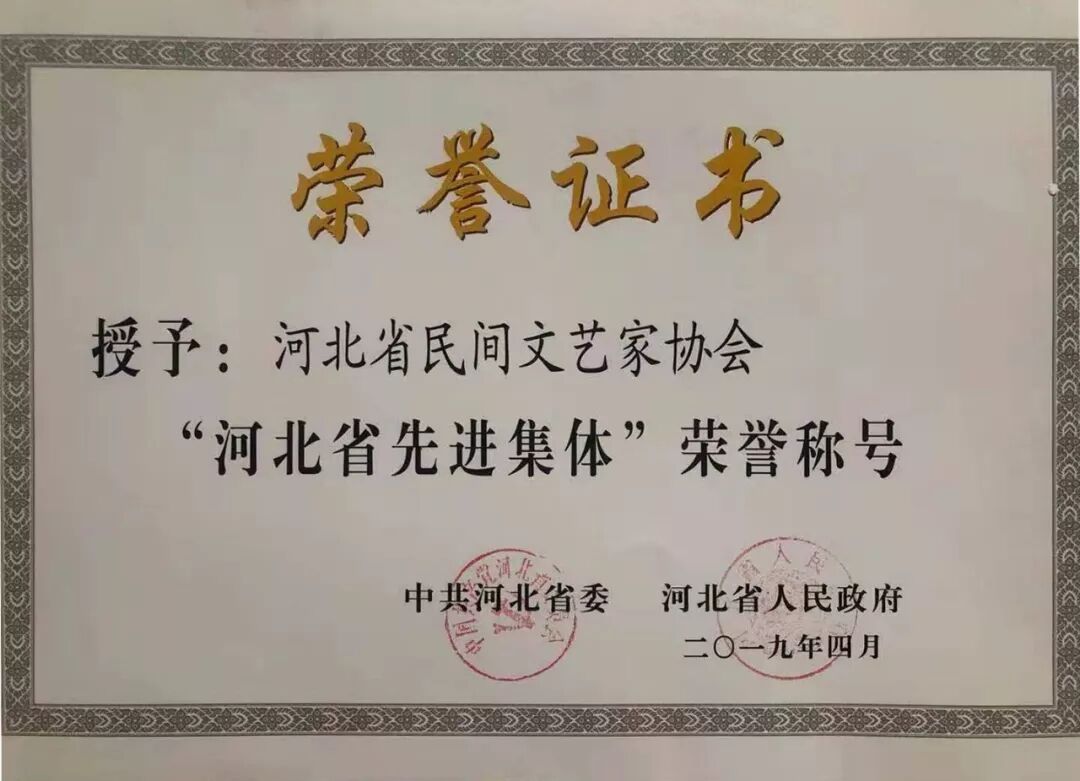 荣誉证书
授予：河北省民间文艺家协会
“河北省先进集体”荣誉称号
中共河北省委 河北省人民政府
二〇一九年四月